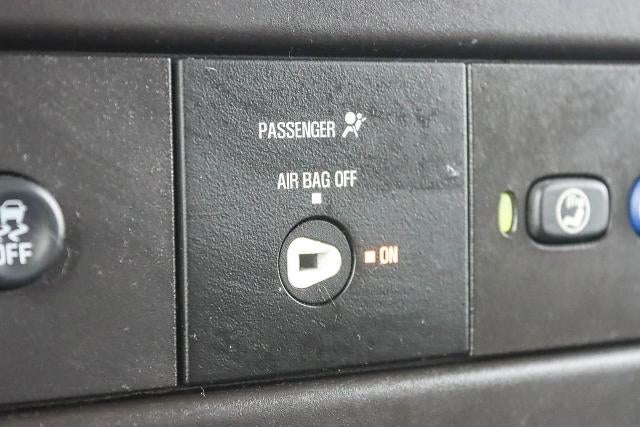 PASSENGER
AIR BAG OFF
ON
OFF